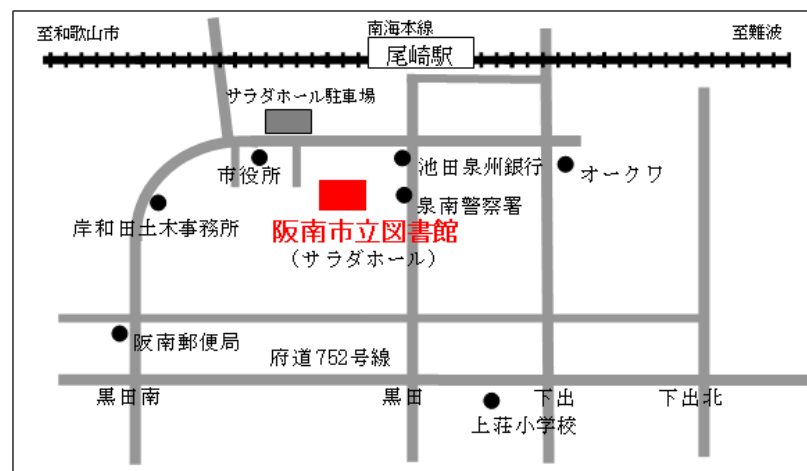 至和歌山市
南海本線
至難波
尾崎駅
サラダホール駐車場
市役所
池田泉州銀行
オークワ
泉南警察署
岸和田土木事務所
阪南市立図書館
（サラダホール）
阪南郵便局
府道752号線
黒田南
黒田
下出
下出北
上荘小学校